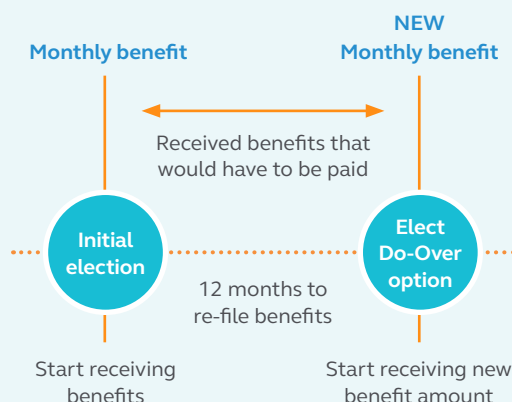 Monthly benefit
NEW
Monthly benefit
Received benefits that
would have to be paid
Initial
election
Elect
Do-Over
option
12 months to
re-file benefits
Start receiving
benefits
Start receiving new
benefit amount